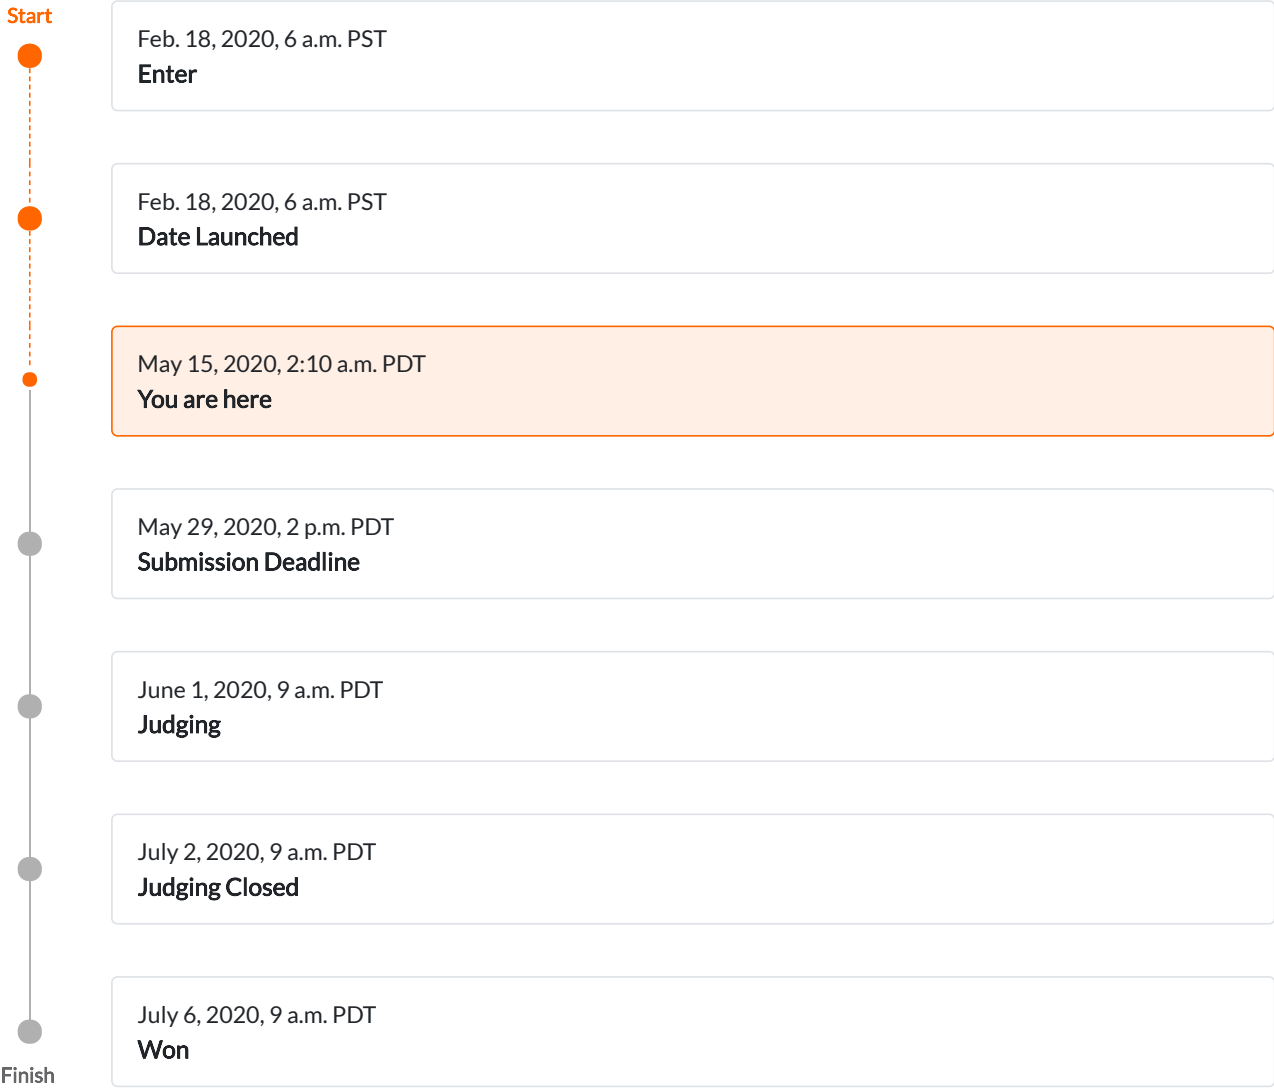 Start
Feb. 18, 2020, 6 a.m. PST
Enter
Feb. 18, 2020, 6 a.m. PST
Date Launched
May 15, 2020, 2:10 a.m. PDT
You are here
May 29, 2020, 2 p.m. PDT
Submission Deadline
June 1, 2020, 9 a.m. PDT
Judging
July 2, 2020, 9 a.m. PDT
Judging Closed
July 6, 2020, 9 a.m. PDT
Won
Finish